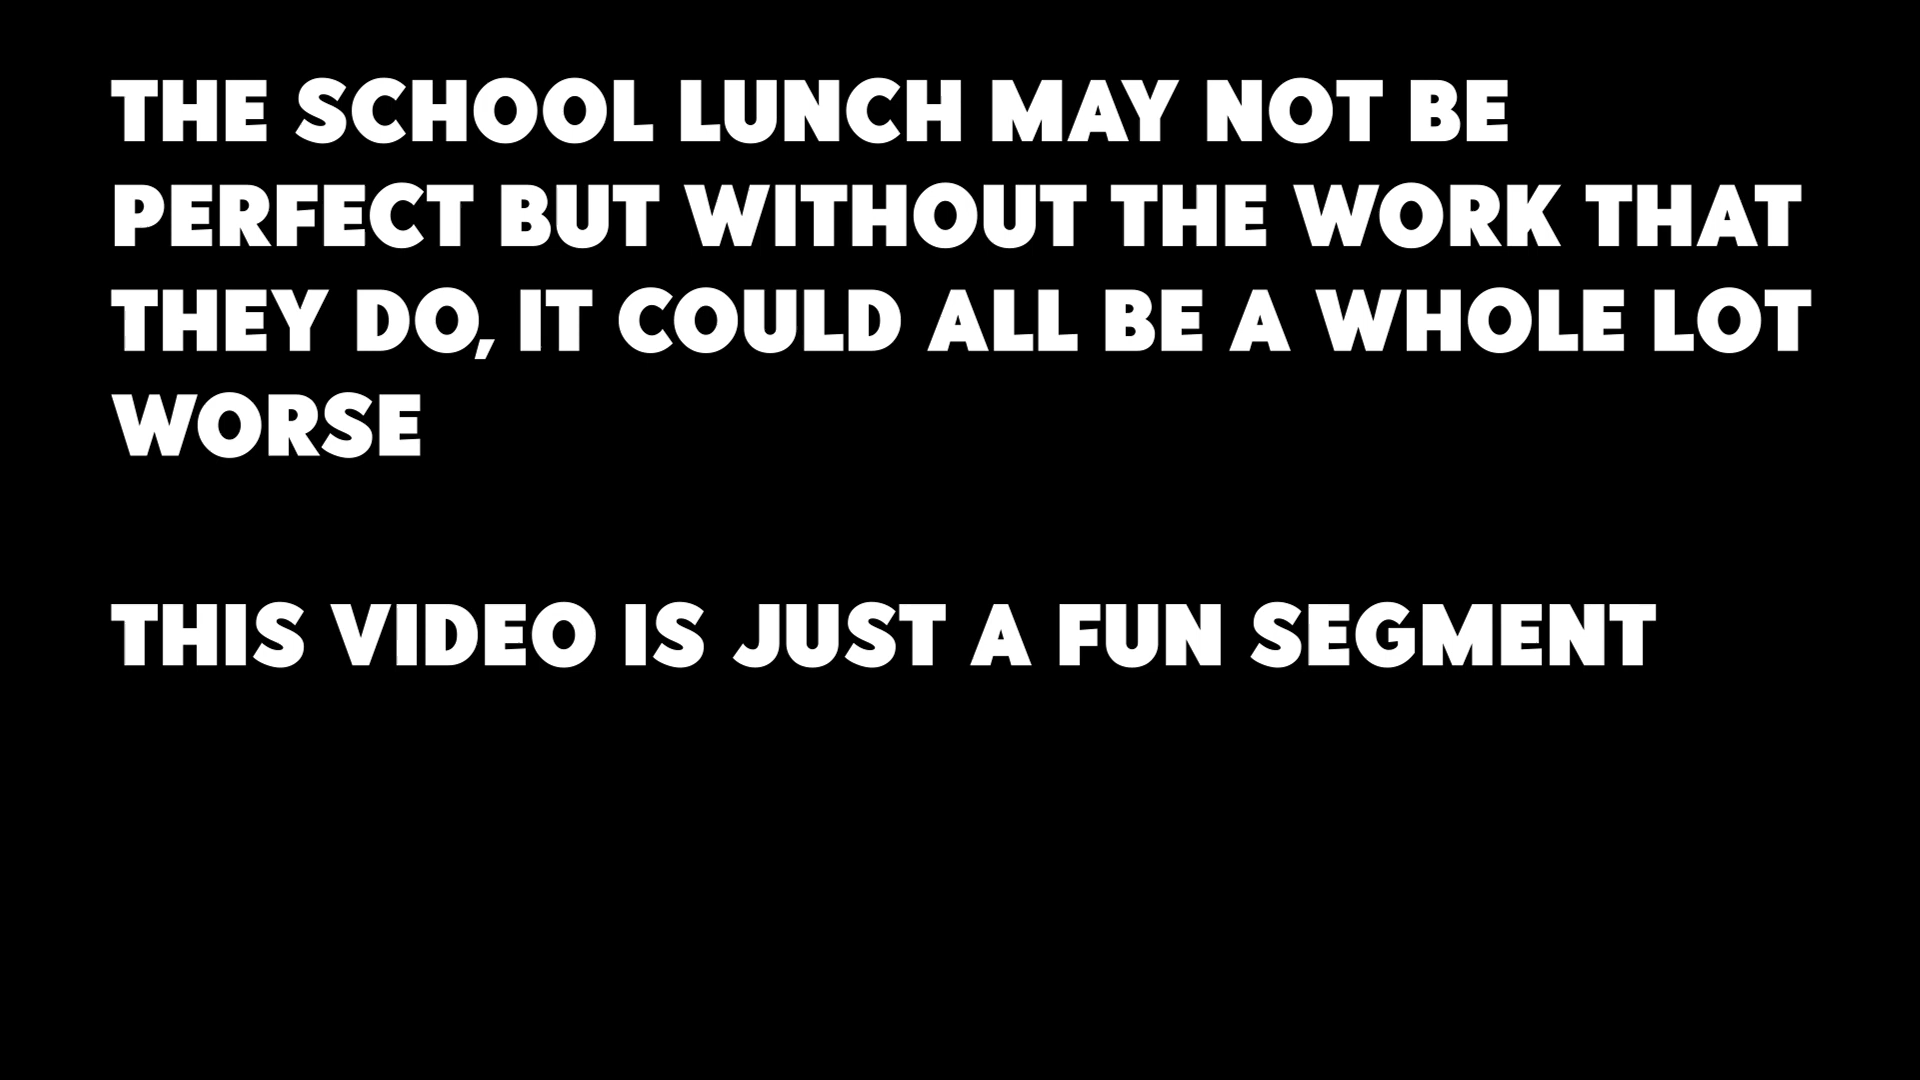 THE SCHOOL LUNCH MAY NOT BE
PERFECT BUT WITHOUT THE WORK THAT
THEY DO, IT COULD ALL BE A WHOLE LOT
WORSE
THIS VIDEO IS JUST A FUN SEGMENT